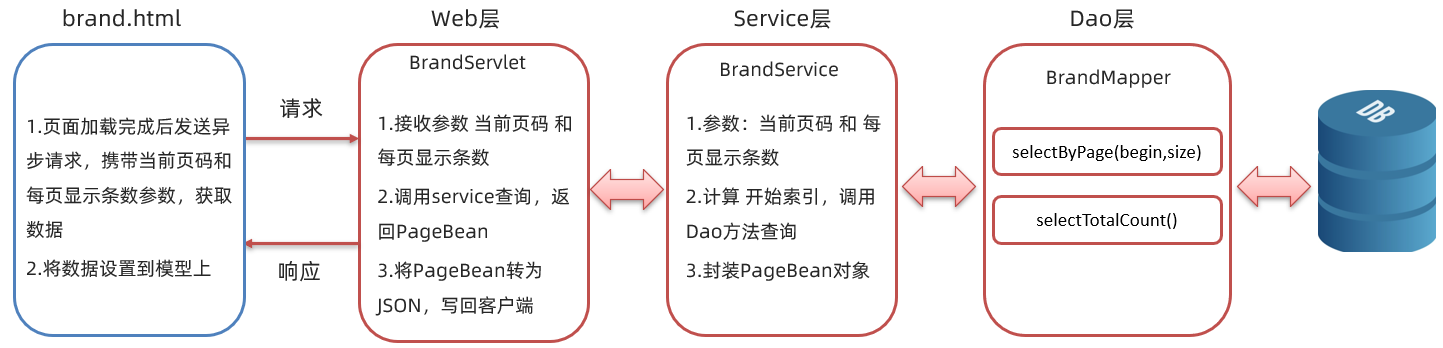 brand.html
Web层
Service层
Dao层
BrandServlet
BrandService
BrandMapper
1.页面加载完成后发送异
步请求，携带当前页码和
每页显示条数参数，获取
数据
2.将数据设置到模型上
请求
响应
1.接收参数 当前页码 和
每页显示条数
2.调用service查询，返
回PageBean
3.将PageBean转为
JSON，写回客户端
1.参数：当前页码 和 每
页显示条数
2.计算 开始索引，调用
Dao方法查询
3.封装PageBean对象
selectByPage(begin,size)
selectTotalCount()
DB